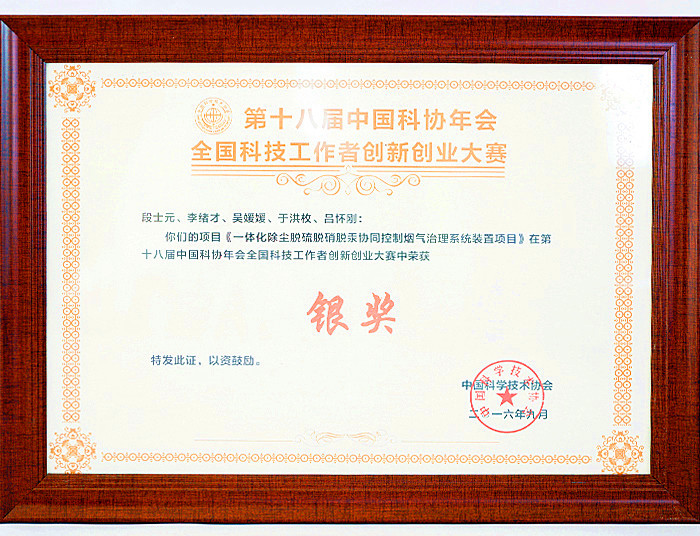 第十八届中国科协年会
全国科技工作者创新创业大赛
段士元、李绪才、吴媛媛、于洪枚、吕怀刚：
你们的项目《一体化除尘脱硫脱硝脱汞协同控制烟气治理系统装置项目》在第
十八届中国科协年会全国科技工作者创新创业大赛中荣获
银奖
特发此证，以资鼓励。
中国科学技术协会
二〇一六年九月